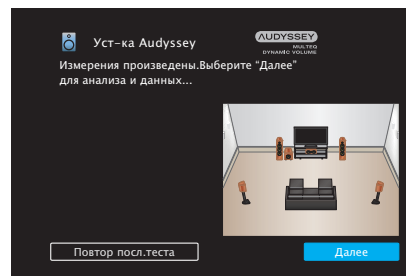 Уст-ка Audyssey
AUDYSSEY
MULTEQ
DYNAMIC VOLUME
Измерения произведены.Выберите “Далее”
для анализа и данных...
Повтор посл.теста
Далее